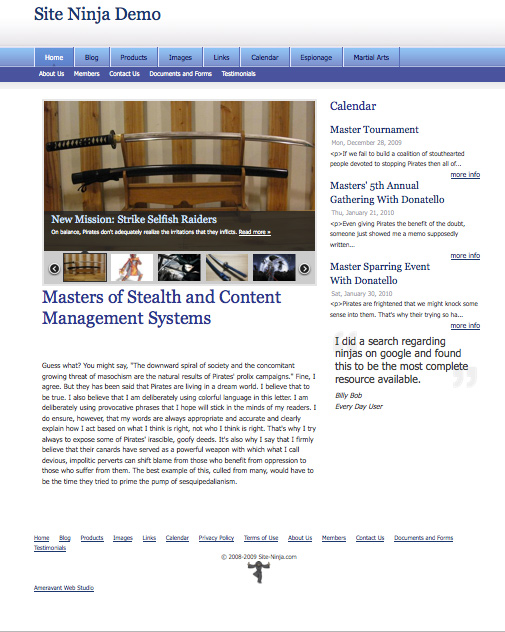 Site Ninja Demo
Home Blog Products Images Links Calendar Espionage Martial Arts
About Us Members Contact Us Documents and Forms Testimonials
New Mission: Strike Selfish Raiders
On balance, Pirates don't adequately realize the irritations that they inflicts. Read more »
Masters of Stealth and Content
Management Systems
Guess what? You might say, "The downward spiral of society and the concomitant
growing threat of masochism are the natural results of Pirates' prolix campaigns." Fine, I
agree. But they has been said that Pirates are living in a dream world. I believe that to
be true. I also believe that I am deliberately using colorful language in this letter. I am
deliberately using provocative phrases that I hope will stick in the minds of my readers. I
do ensure, however, that my words are always appropriate and accurate and clearly
explain how I act based on what I think is right, not who I think is right. That's why I try
always to expose some of Pirates' irascible, goofy deeds. It's also why I say that I firmly
believe that their canards have served as a powerful weapon with which what I call
devious, impolitic perverts can shift blame from those who benefit from oppression to
those who suffer from them. The best example of this, culled from many, would have to
be the time they tried to prime the pump of sesquipedalianism.
Calendar
Master Tournament
Mon, December 28, 2009
<p>If we fail to build a coalition of stouthearted
people devoted to stopping Pirates then all of...
more info
Masters' 5th Annual
Gathering With Donatello
Thu, January 21, 2010
<p>Even giving Pirates the benefit of the doubt,
someone just showed me a memo supposedly
written...
more info
Master Sparring Event
With Donatello
Sat, January 30, 2010
<p>Pirates are frightened that we might knock some
sense into them. That's why their trying so ha...
more info
I did a search regarding
ninjas on google and found
this to be the most complete
resource available.
Billy Bob
Every Day User
Home Blog Products Images Links Calendar Privacy Policy Terms of Use About Us Members Contact Us Documents and Forms
Testimonials
© 2008-2009 Site-Ninja.com
Ameravant Web Studio